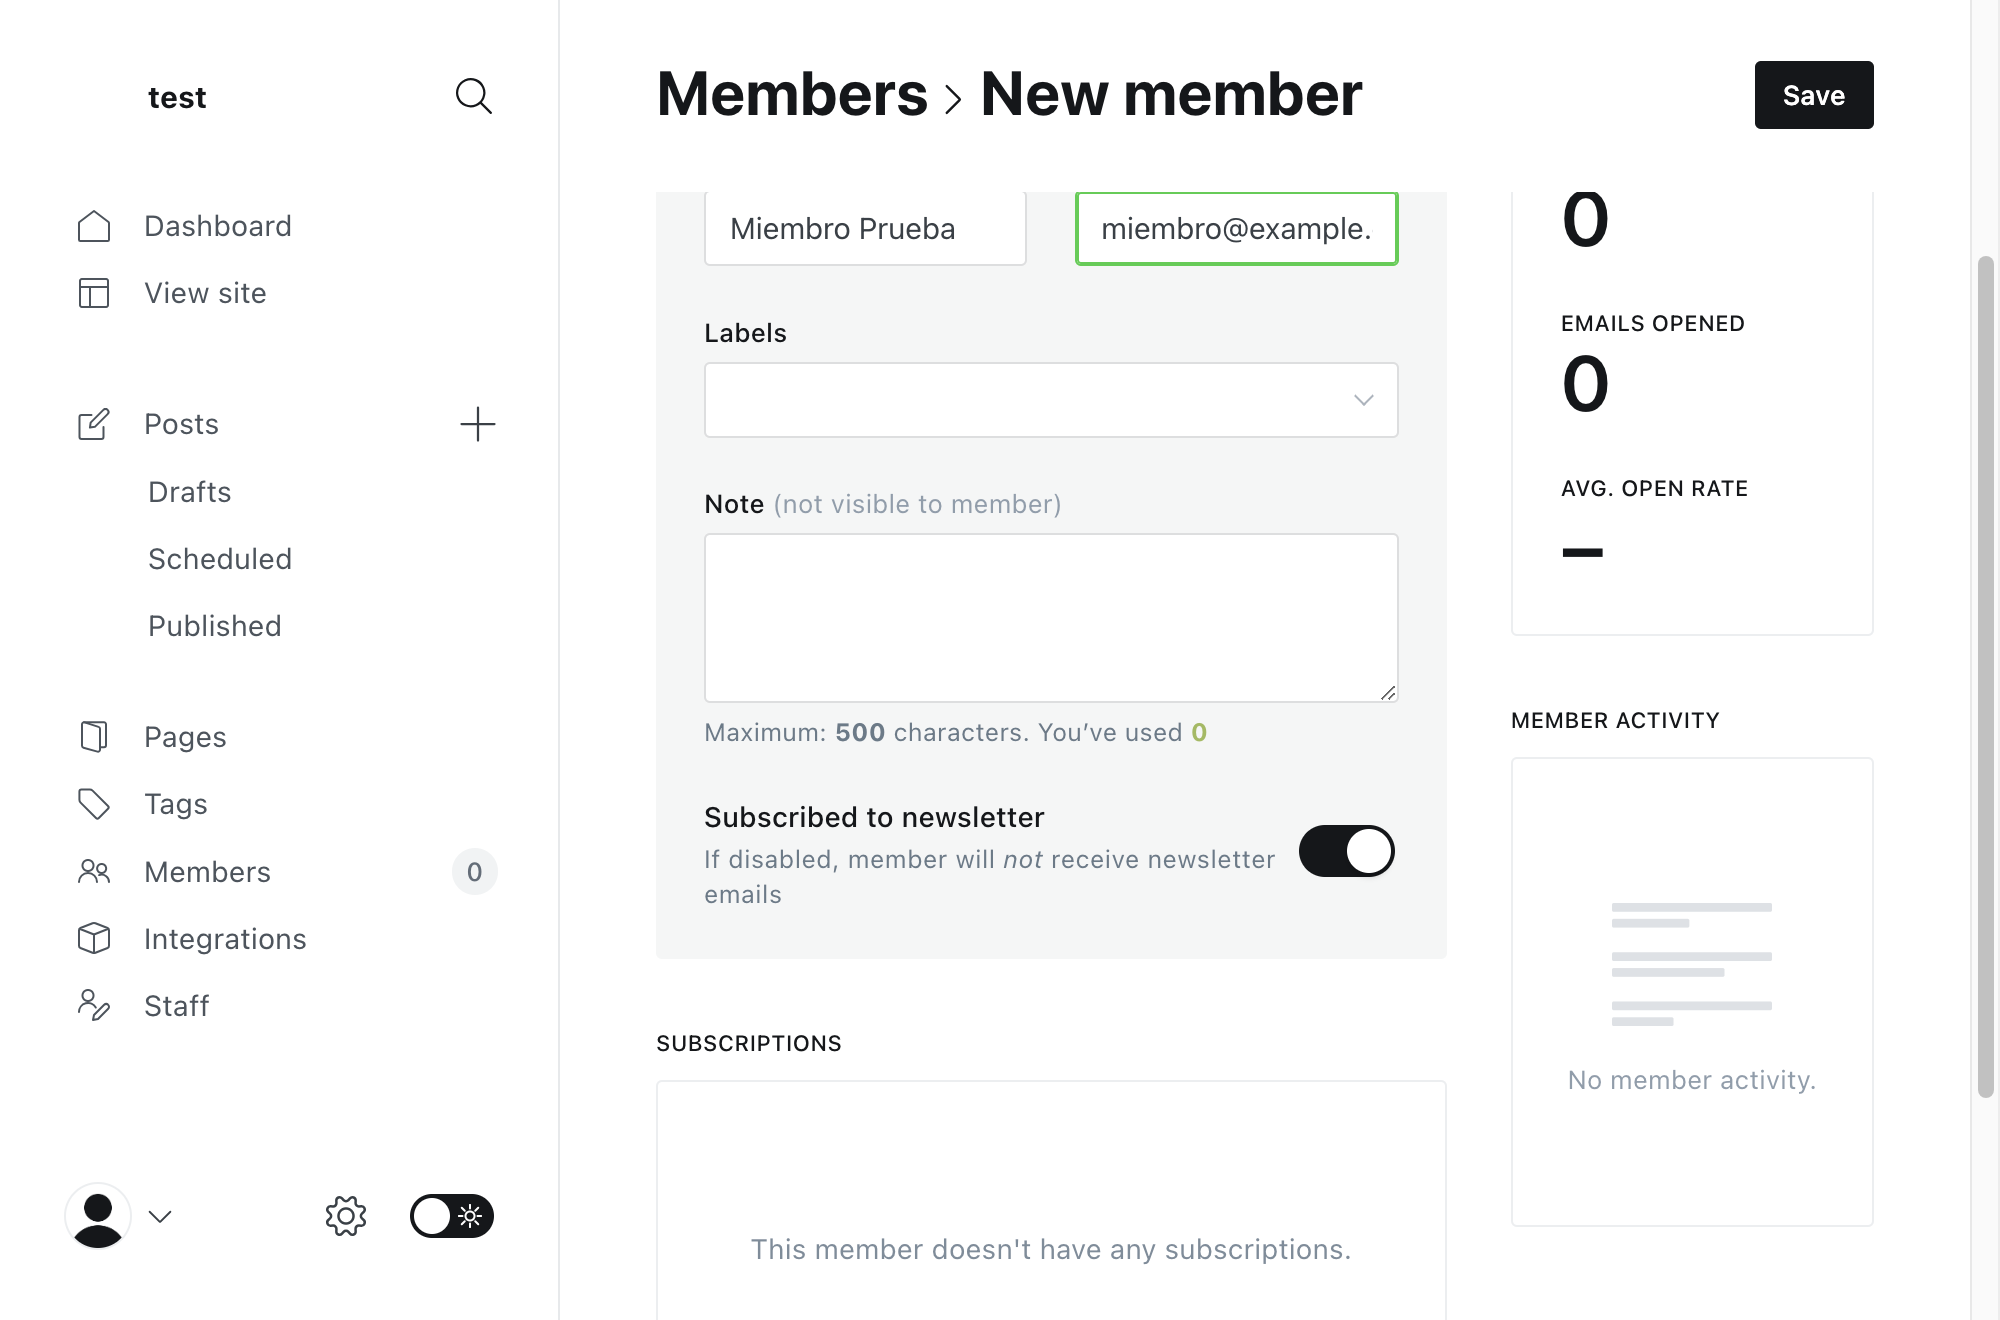 test
Dashboard
View site
Posts
Drafts
Scheduled
Published
Pages
Tags
Members
0
Integrations
Staff
Members > New member
Save
Miembro Prueba
miembro@example.
Labels
Note (not visible to member)
Maximum: 500 characters. You’ve used 0
Subscribed to newsletter
If disabled, member will not receive newsletter
emails
SUBSCRIPTIONS
This member doesn't have any subscriptions.
0
EMAILS OPENED
0
AVG. OPEN RATE
–
MEMBER ACTIVITY
No member activity.